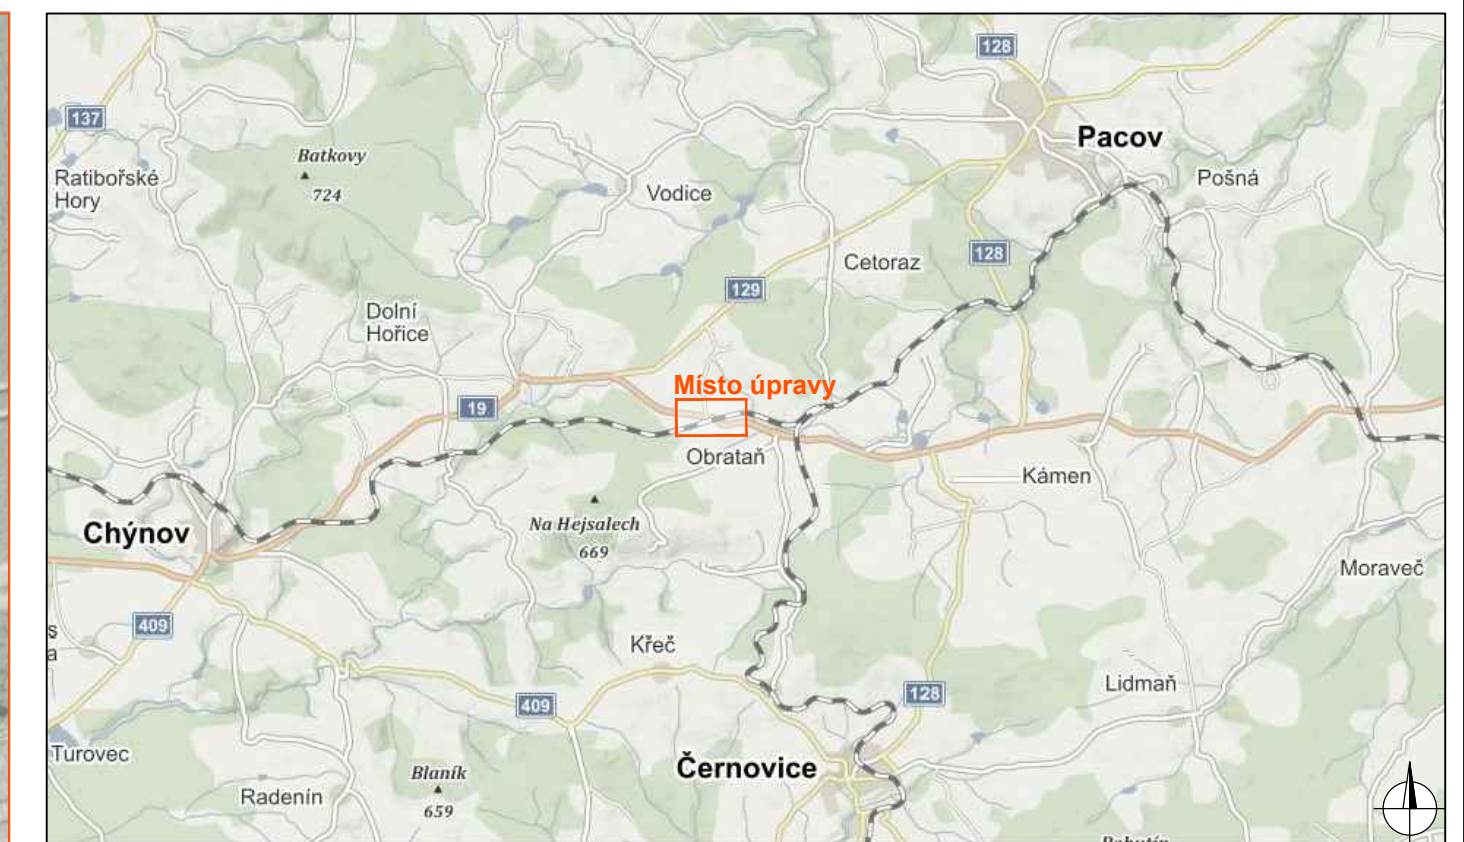 128
137
Pacov
Batkovy
724
Ratibořské
Hory
Pošná
Vodice
128
Cetoraz
129
Dolní
Hořice
Místo úpravy
19
Obrataň
Kámen
Na Hejsalech
669
Chýnov
Moraveč
409
s
a
Křeč
Lidmaň
128
409
Turovec
Černovice
Blaník
659
Radenín